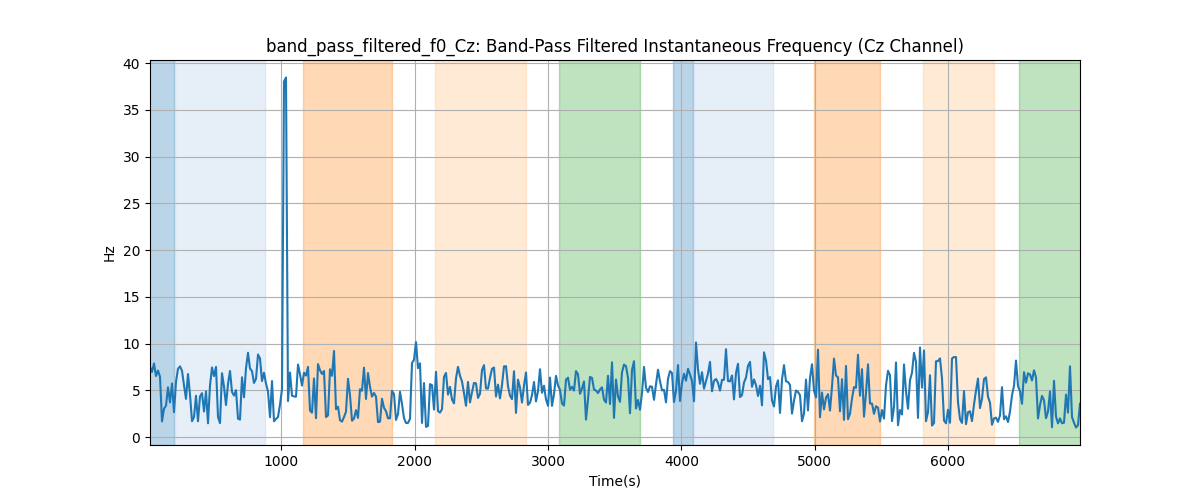 band_pass_filtered_f0_Cz: Band-Pass Filtered Instantaneous Frequency (Cz Channel)
40
35
30
25
20
15
10
5
0
Hz
1000 2000 3000 4000 5000 6000
Time(s)